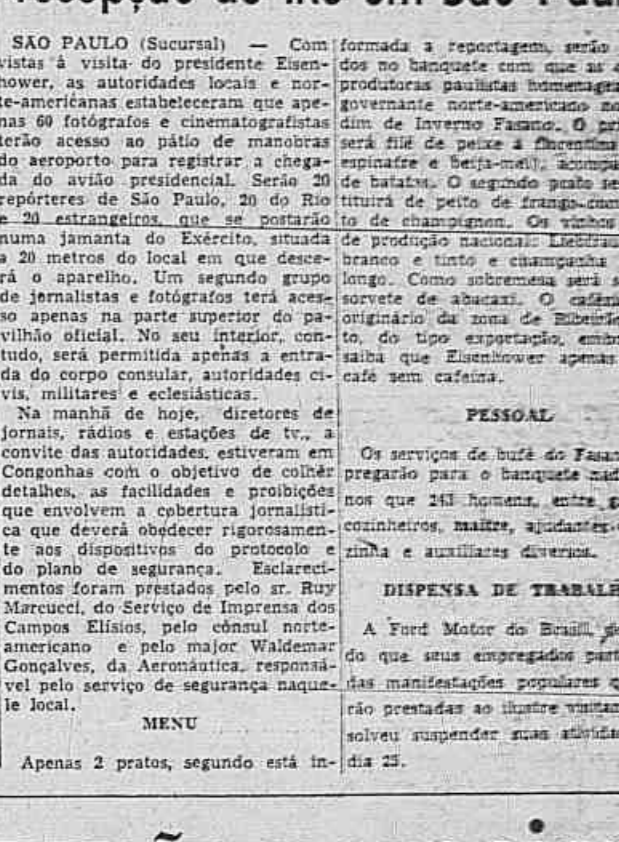 SÃO PAULO (Sucursal) — Com
vistas à visita do presidente Eisen-
hower, as autoridades locais e nor-
te-americanas estabeleceram que ape-
nas 60 fotógrafos e cinematografistas
terão acesso ao pátio de manobras
do aeroporto para registrar a chega-
da do avião presidencial. Serão 20
repórteres de São Paulo, 20 do Rio
e 20 estrangeiros, que se postarão
numa jamanta do Exército, situada
a 20 metros do local em que desce-
rá o aparelho. Um segundo grupo
de jornalistas e fotógrafos terá aces-
so apenas na parte superior do pa-
vilhão oficial. No seu interior, con-
tudo, será permitida apenas a entra-
da do corpo consular, autoridades ci-
vis, militares e eclesiásticas.
Na manhã de hoje, diretores de
jornais, rádios e estações de tv., a
convite das autoridades, estiveram em
Congonhas com o objetivo de colhêr
detalhes, as facilidades e proibições
que envolvem a cobertura jornalísti-
ca que deverá obedecer rigorosamen-
te aos dispositivos do protocolo e
do plano de segurança. Esclareci-
mentos foram prestados pelo sr. Ruy
Marcucci, do Serviço de Imprensa dos
Campos Elísios, pelo cônsul norte-
americano e pelo major Waldemar
Gonçalves, da Aeronáutica, responsá-
vel pelo serviço de segurança naque-
le local.
MENU
Apenas 2 pratos, segundo está in-
formada a reportagem, serão
dos no banquete com que as
produtoras paulistas
governante norte-americano
dim de Inverno Fasano. O
será filé de peixe à florentina
espinafre e
de batatas. O segundo prato
tituirá de peito de frango
to de champignon. Os vinhos
de produção nacional:
branco e tinto e champanha
longo. Como sobremesa será
sorvete de abacaxi. O
originário da zona de
to, do tipo exportação,
saiba que Eisenhower apenas
café sem cafeína.
PESSOAL
Os serviços de bufê do
pregarão para o banquete
nos que 243 homens, entre
cozinheiros, maitre, ajudantes
zinha e auxiliares diversos.
DISPENSA DE
A Ford Motor do Brasil,
do que seus empregados
das manifestações populares
rão prestadas ao ilustre
solveu suspender suas
dia 23.